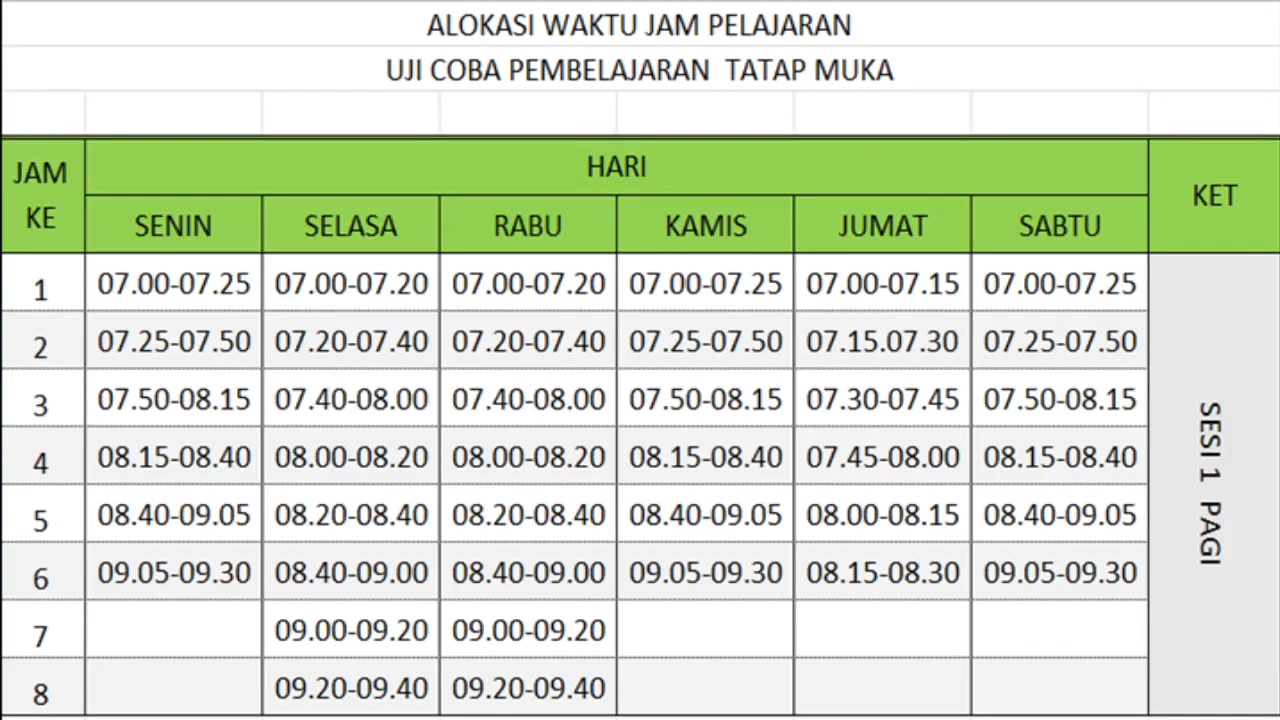 ALOKASI WAKTU JAM PELAJARAN
UJI COBA PEMBELAJARAN TATAP MUKA
JAM KE HARI KET
SENIN SELASA RABU KAMIS JUMAT SABTU
1 07.00-07.25 07.00-07.20 07.00-07.20 07.00-07.25 07.00-07.15 07.00-07.25
2 07.25-07.50 07.20-07.40 07.20-07.40 07.25-07.50 07.15.07.30 07.25-07.50
3 07.50-08.15 07.40-08.00 07.40-08.00 07.50-08.15 07.30-07.45 07.50-08.15
4 08.15-08.40 08.00-08.20 08.00-08.20 08.15-08.40 07.45-08.00 08.15-08.40
5 08.40-09.05 08.20-08.40 08.20-08.40 08.40-09.05 08.00-08.15 08.40-09.05
6 09.05-09.30 08.40-09.00 08.40-09.00 09.05-09.30 08.15-08.30 09.05-09.30
7 09.00-09.20 09.00-09.20
8 09.20-09.40 09.20-09.40
SESI 1 PAGI